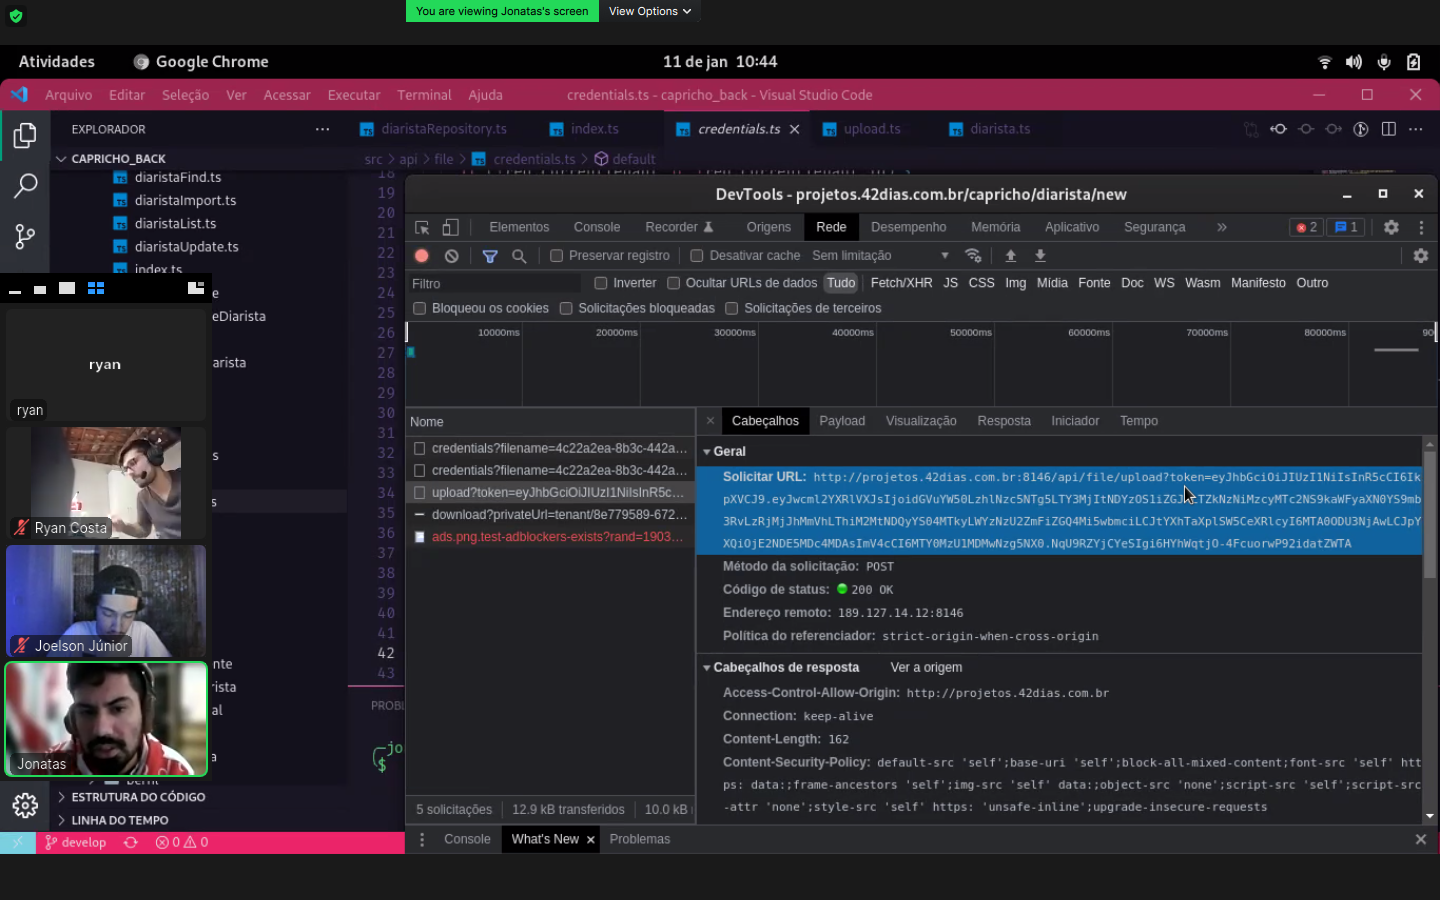 You are viewing Jonatas's screen
View Options
Atividades
Google Chrome
11 de jan 10:44
Arquivo Editar Seleção Ver Acessar Executar Terminal Ajuda
credentials.ts - capricho_back - Visual Studio Code
EXPLORADOR
diaristaRepository.ts
index.ts
credentials.ts
upload.ts
diarista.ts
CAPRICHO_BACK
src > api > file > credentials.ts > default
diaristaFind.ts
diaristaImport.ts
diaristaList.ts
diaristaUpdate.ts
index.ts
e
eDiarista
arista
s
s
nte
rista
al
a
18
19
20
21
22
23
24
25
26
27
28
29
30
31
32
33
34
35
36
37
38
39
40
41
42
43
PROBL
jo
$
ESTRUTURA DO CÓDIGO
LINHA DO TEMPO
develop
0 0
ryan
ryan
Ryan Costa
Joelson Júnior
Jonatas
DevTools - projetos.42dias.com.br/capricho/diarista/new
Elementos Console Recorder Origens Rede Desempenho Memória Aplicativo Segurança
2
1
Preservar registro
Desativar cache
Sem limitação
Filtro
Inverter
Ocultar URLs de dados
Tudo Fetch/XHR JS CSS Img Mídia Fonte Doc WS Wasm Manifesto Outro
Bloqueou os cookies
Solicitações bloqueadas
Solicitações de terceiros
10000ms 20000ms 30000ms 40000ms 50000ms 60000ms 70000ms 80000ms 90
Nome
credentials?filename=4c22a2ea-8b3c-442a...
credentials?filename=4c22a2ea-8b3c-442a...
upload?token=eyJhbGciOiJIUzI1NiIsInR5c...
download?privateUrl=tenant/8e779589-672...
ads.png.test-adblockers-exists?rand=1903...
5 solicitações
12.9 kB transferidos
10.0 kB
Cabeçalhos Payload Visualização Resposta Iniciador Tempo
Geral
Solicitar URL: http://projetos.42dias.com.br:8146/api/file/upload?token=eyJhbGciOiJIUzI1NiIsInR5cCI6Ik
Método da solicitação: POST
Código de status: 200 OK
Endereço remoto: 189.127.14.12:8146
Política do referenciador: strict-origin-when-cross-origin
Cabeçalhos de resposta
Ver a origem
Access-Control-Allow-Origin: http://projetos.42dias.com.br
Connection: keep-alive
Content-Length: 162
Content-Security-Policy: default-src 'self';base-uri 'self';block-all-mixed-content;font-src 'self' htt
ps: data:;frame-ancestors 'self';img-src 'self' data:;object-src 'none';script-src 'self';script-src
-attr 'none';style-src 'self' https: 'unsafe-inline';upgrade-insecure-requests
Console What's New Problemas